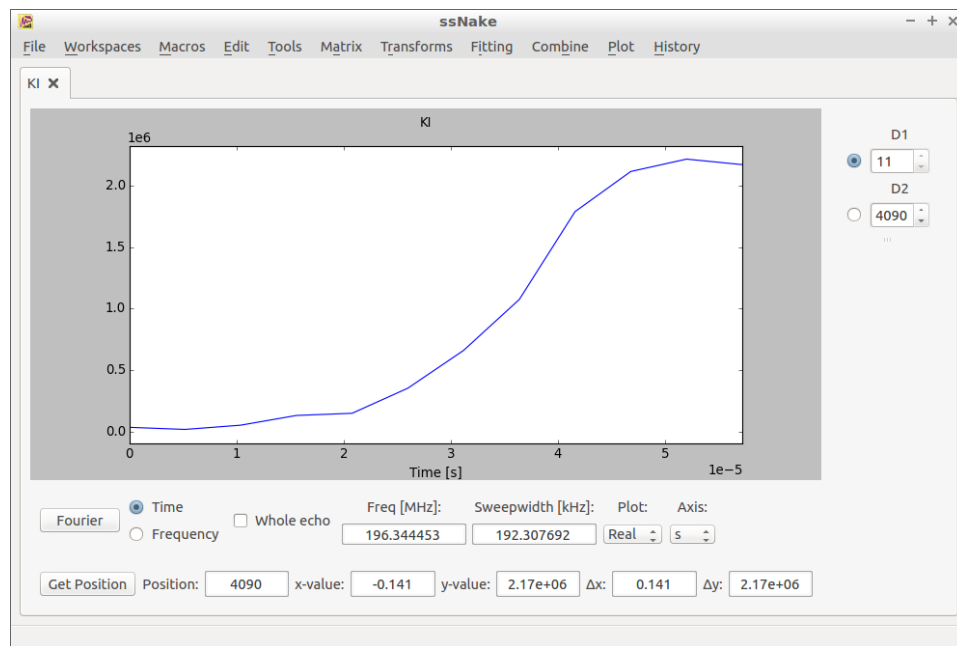 ssNake
File Workspaces Macros Edit Tools Matrix Transforms Fitting Combine Plot History
KI
KI
1e6
2.0
1.5
1.0
0.5
0.0
0 1 2 3 4 5
Time [s] 1e−5
D1
11
D2
4090
Fourier
Time
Frequency
Whole echo
Freq [MHz]: Sweepwidth [kHz]: Plot: Axis:
196.344453 192.307692 Real s
Get Position Position: 4090 x-value: -0.141 y-value: 2.17e+06 Δx: 0.141 Δy: 2.17e+06